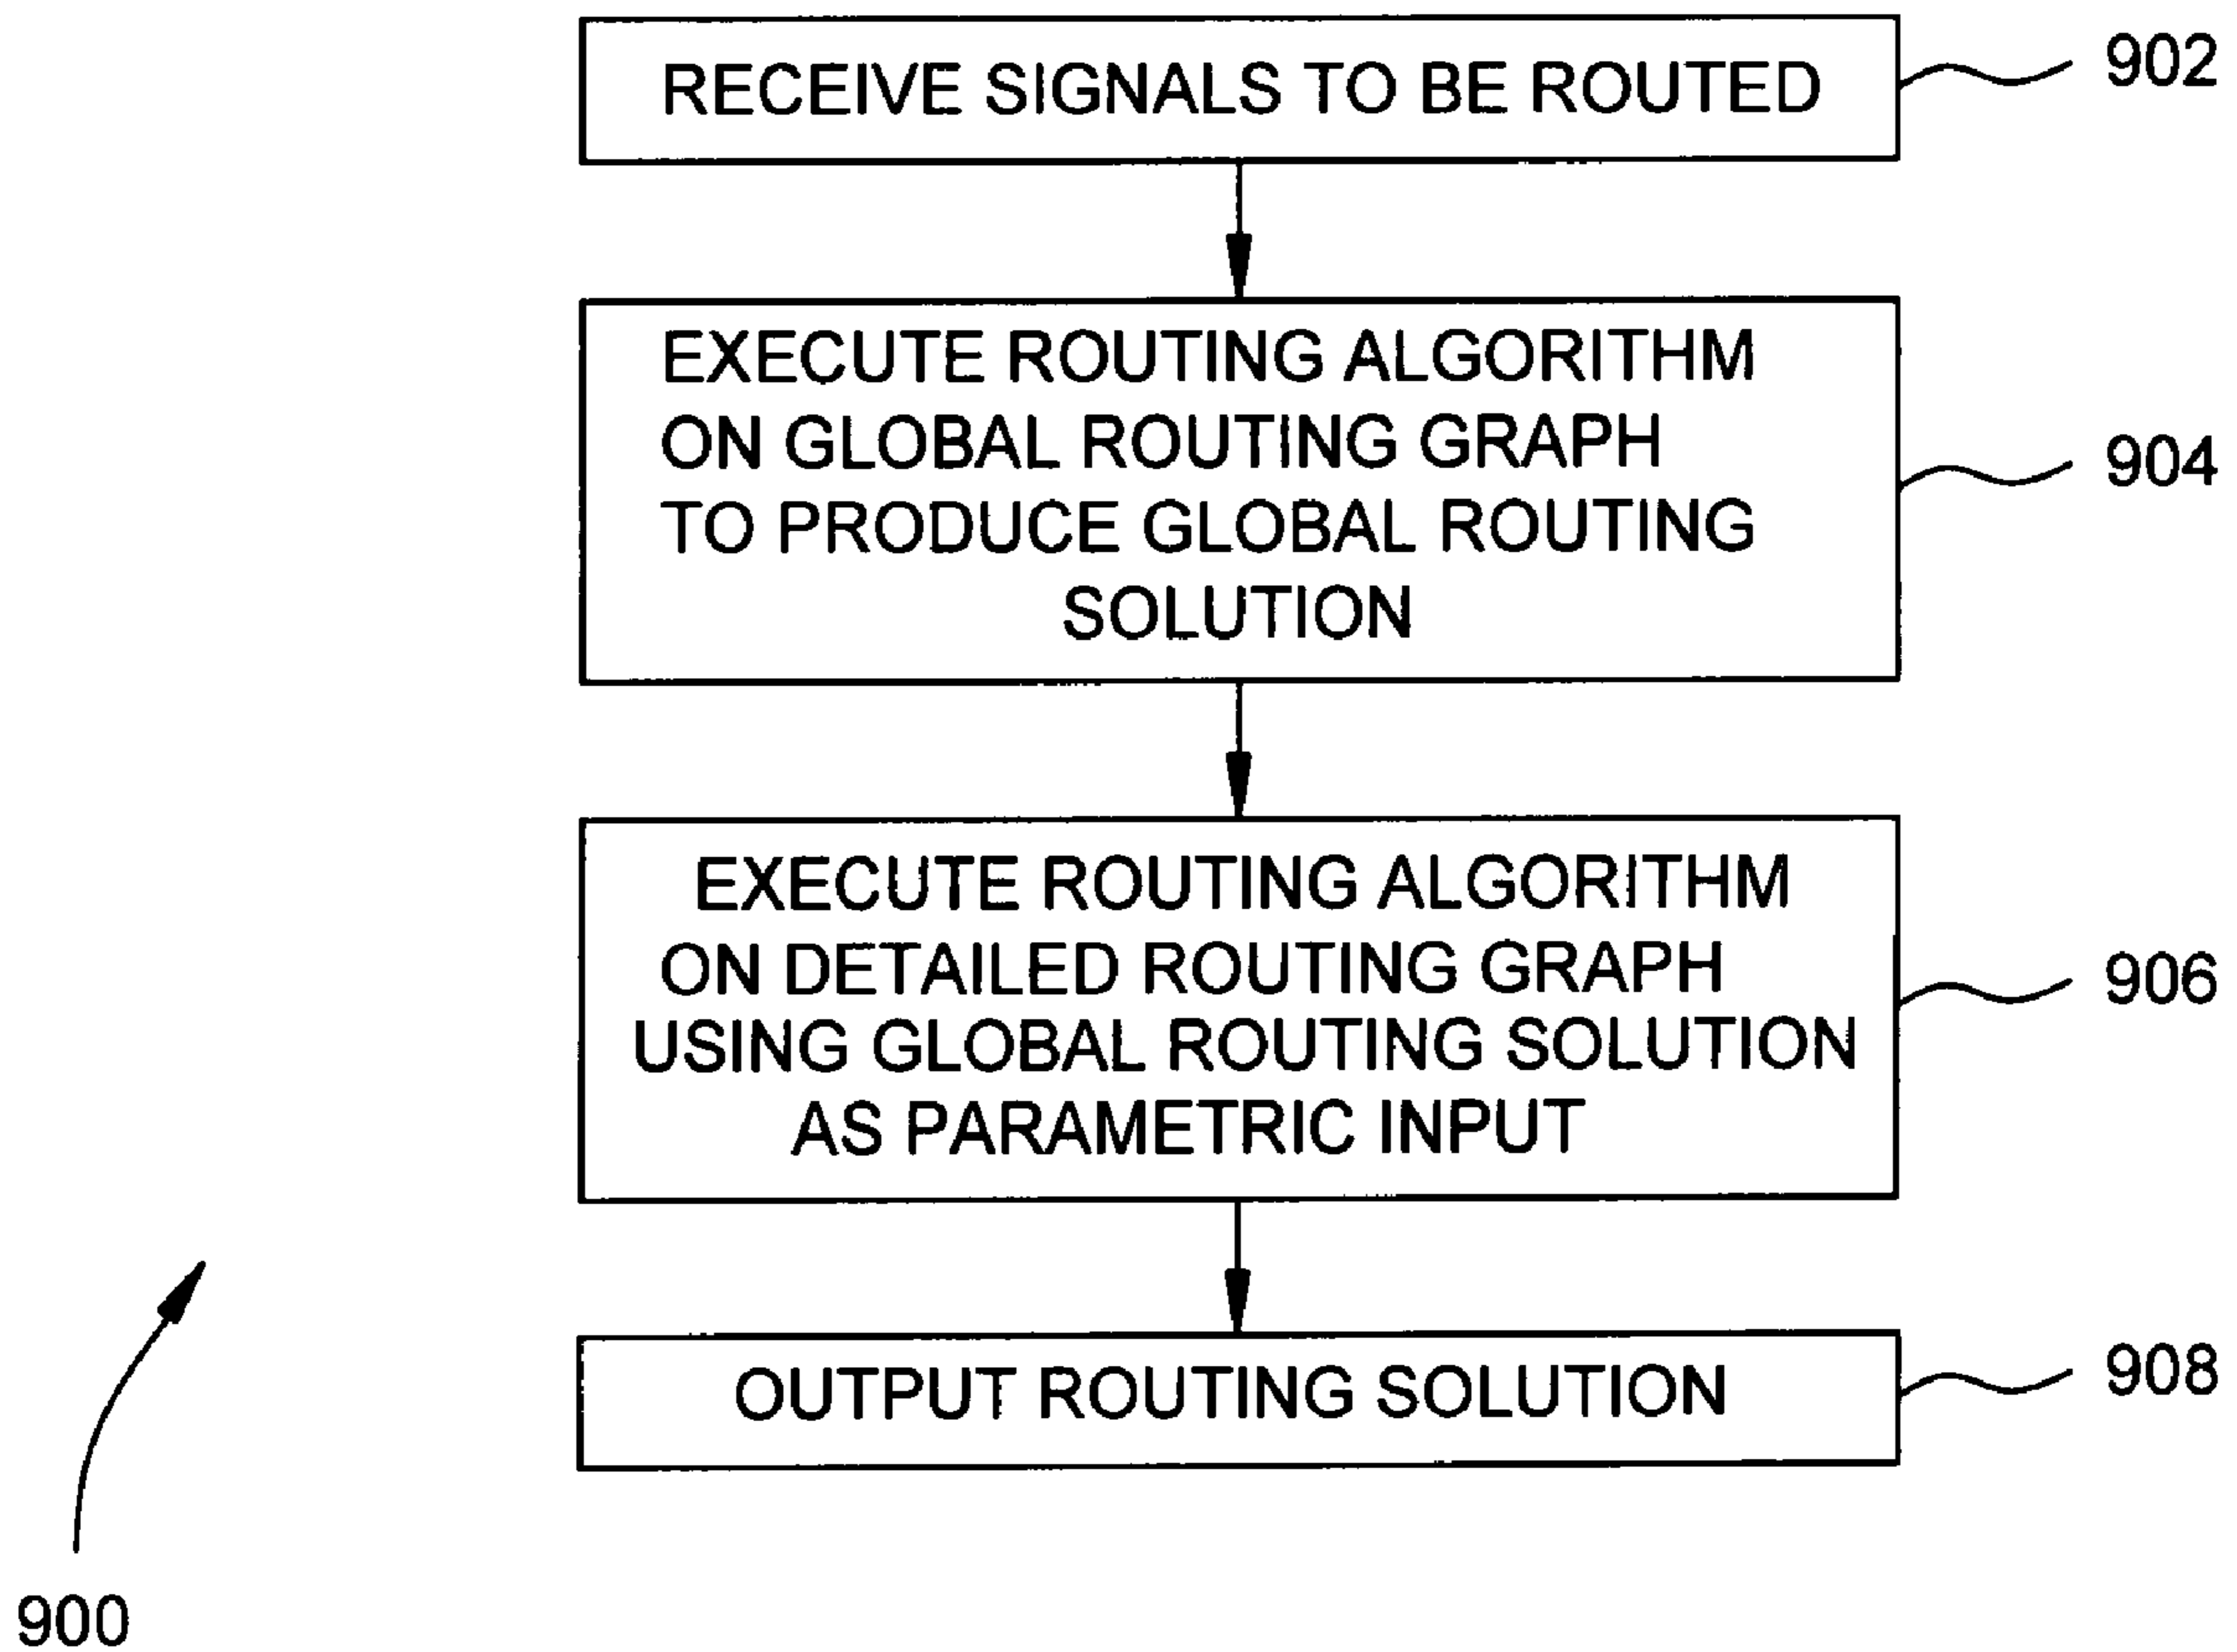 RECEIVE SIGNALS TO BE ROUTED
902
EXECUTE ROUTING ALGORITHM
ON GLOBAL ROUTING GRAPH
TO PRODUCE GLOBAL ROUTING
SOLUTION
904
EXECUTE ROUTING ALGORITHM
ON DETAILED ROUTING GRAPH
USING GLOBAL ROUTING SOLUTION
AS PARAMETRIC INPUT
906
OUTPUT ROUTING SOLUTION
908
900